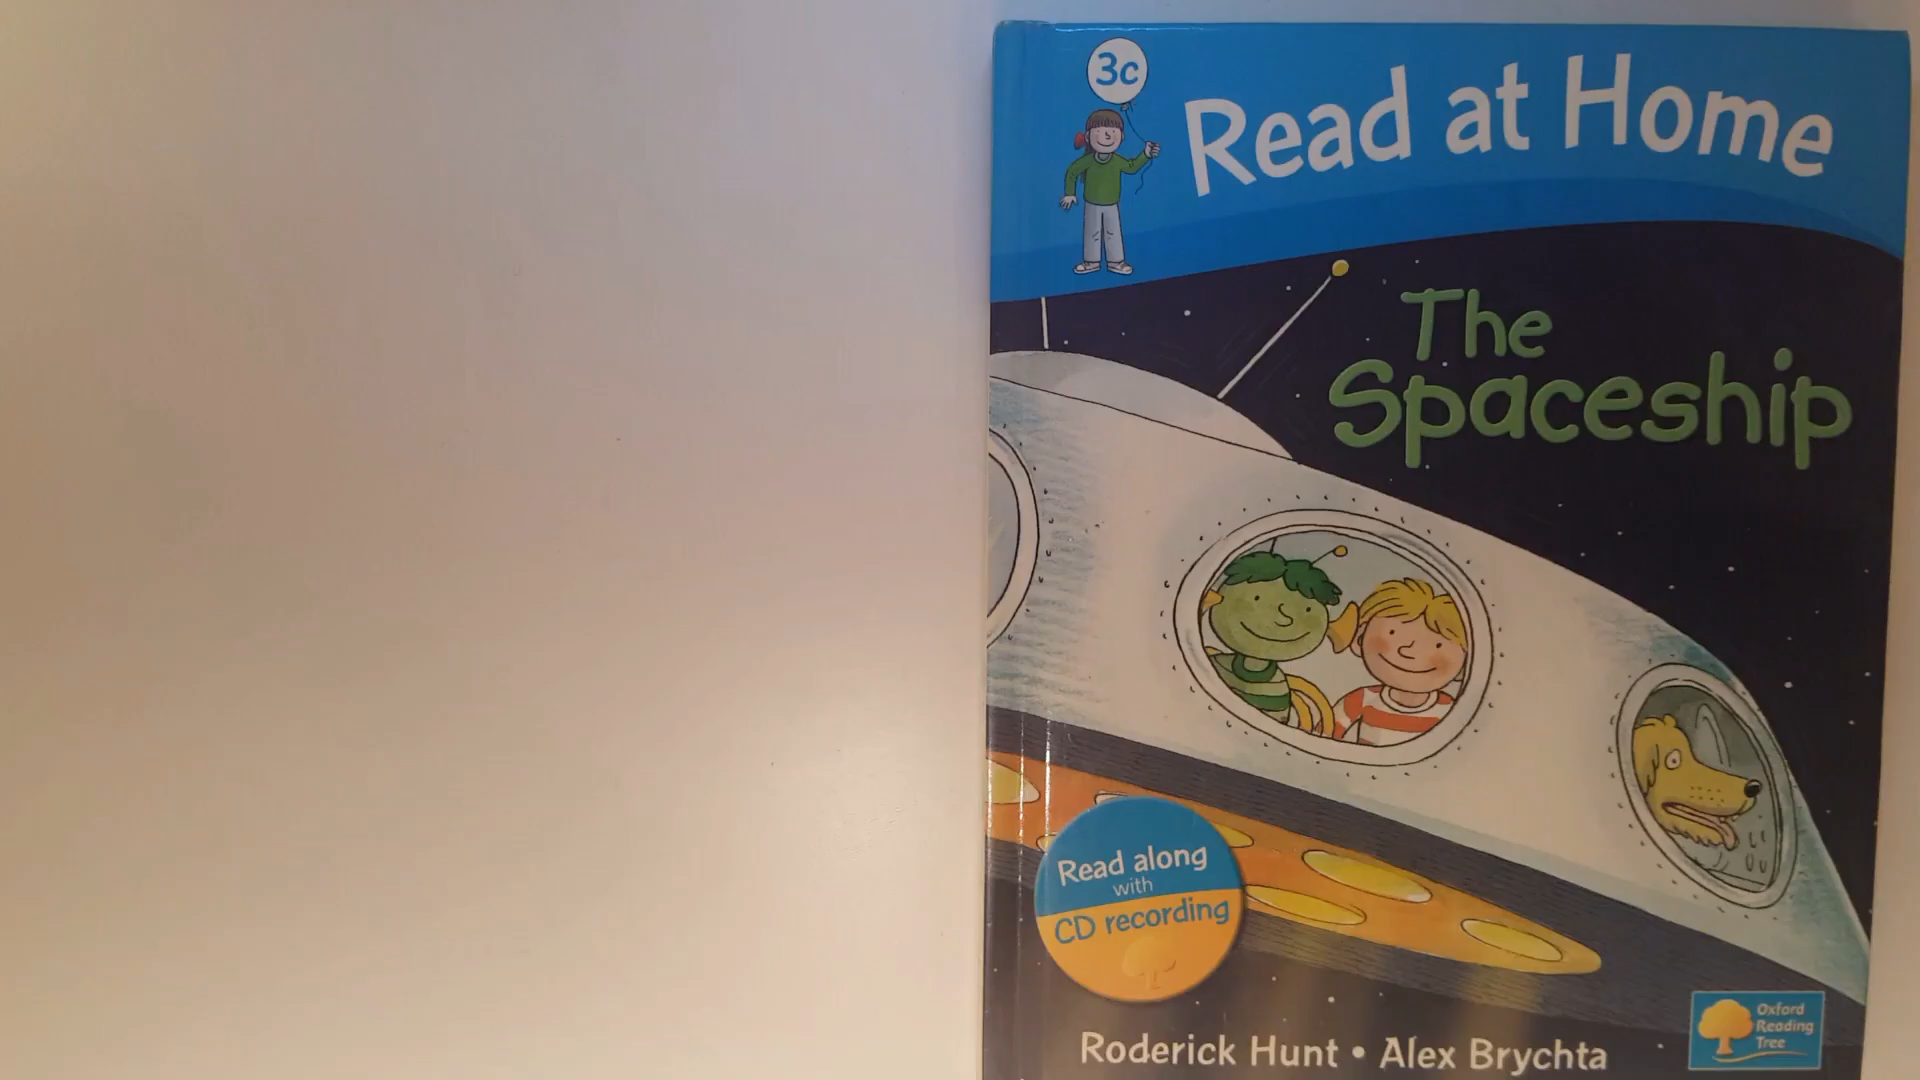 3c
Read at Home
The
Spaceship
Read along
with
CD recording
Roderick Hunt • Alex Brychta
Oxford
Reading
Tree